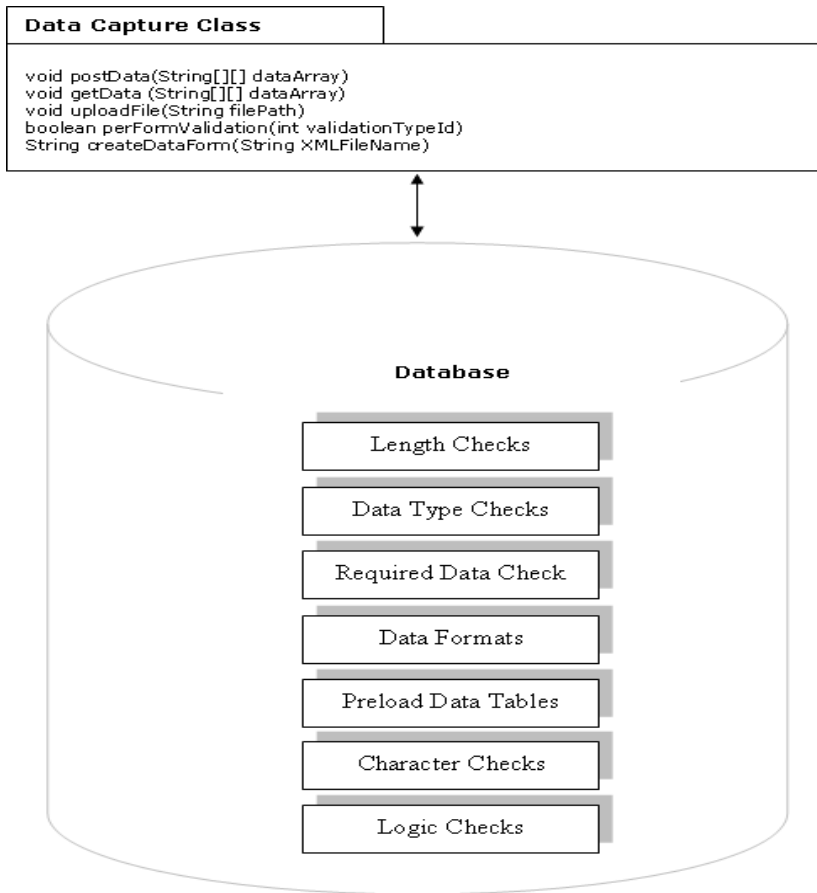 Data Capture Class
void postData(String[][] dataArray)
void getData (String[][] dataArray)
void uploadFile(String filePath)
boolean perFormValidation(int validationTypeId)
String createDataForm(String XMLFileName)
Database
Length Checks
Data Type Checks
Required Data Check
Data Formats
Preload Data Tables
Character Checks
Logic Checks